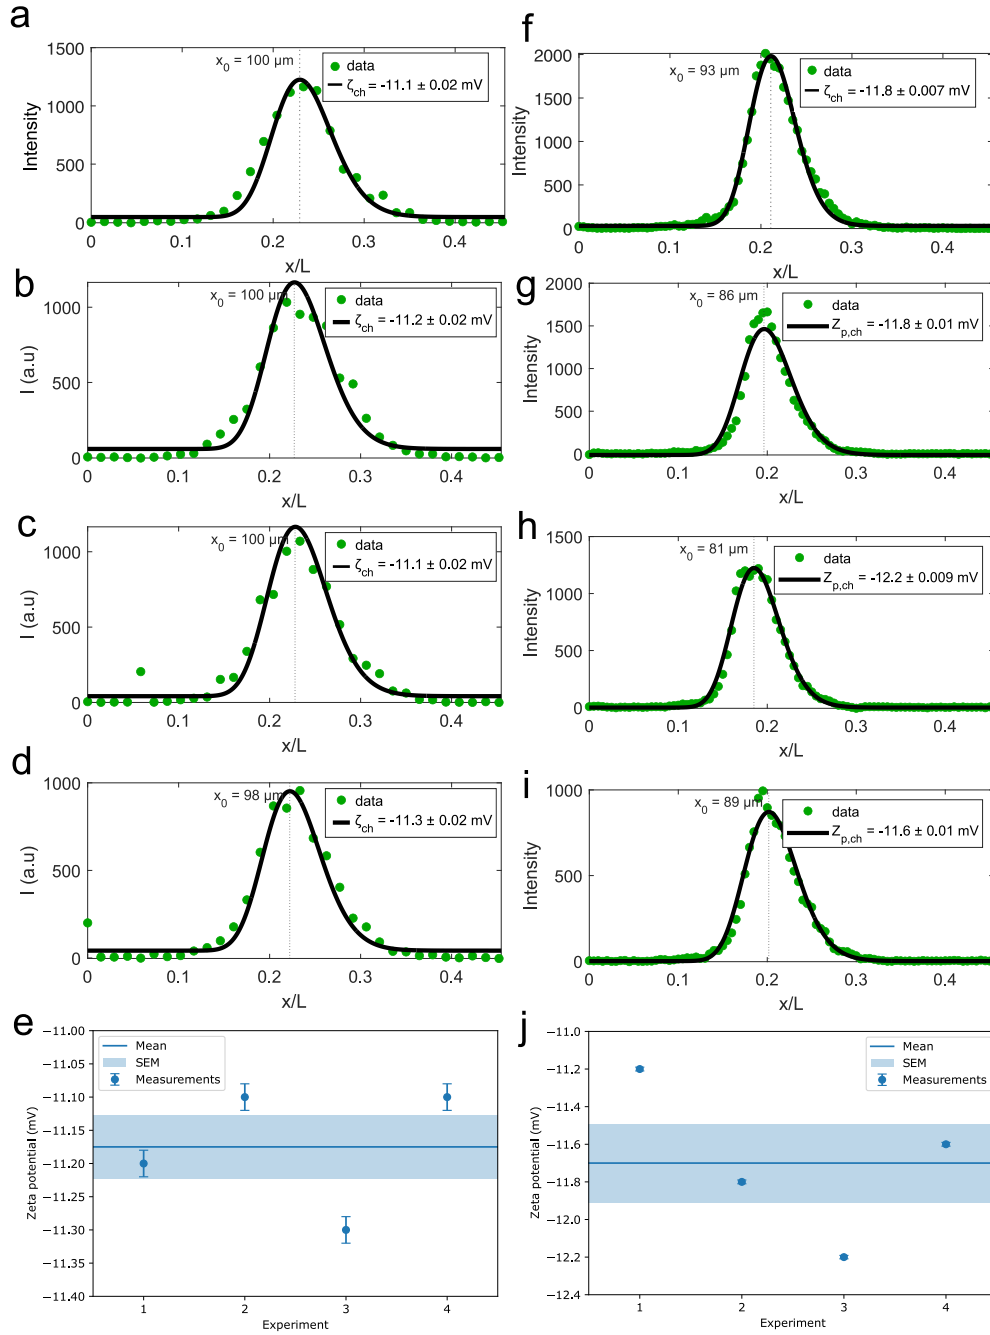 a
1500
1000
500
0
Intensity
x₀ = 100 µm
data
ζch = -11.1 ± 0.02 mV
0 0.1 0.2 0.3 0.4
x/L
b
1000
500
0
I (a.u)
x₀ = 100 µm
data
ζch = -11.2 ± 0.02 mV
0 0.1 0.2 0.3 0.4
x/L
c
1000
500
0
I (a.u)
x₀ = 100 µm
data
ζch = -11.1 ± 0.02 mV
0 0.1 0.2 0.3 0.4
x/L
d
1000
500
0
I (a.u)
x₀ = 98 µm
data
ζch = -11.3 ± 0.02 mV
0 0.1 0.2 0.3 0.4
x/L
e
−11.00
−11.05
−11.10
−11.15
−11.20
−11.25
−11.30
−11.35
−11.40
Zeta potential (mV)
Mean
SEM
Measurements
1 2 3 4
Experiment
f
2000
1500
1000
500
0
Intensity
x₀ = 93 µm
data
ζch = -11.8 ± 0.007 mV
0 0.1 0.2 0.3 0.4
x/L
g
2000
1500
1000
500
0
Intensity
x₀ = 86 µm
data
Zp,ch = -11.8 ± 0.01 mV
0 0.1 0.2 0.3 0.4
x/L
h
1500
1000
500
0
Intensity
x₀ = 81 µm
data
Zp,ch = -12.2 ± 0.009 mV
0 0.1 0.2 0.3 0.4
x/L
i
1000
500
0
Intensity
x₀ = 89 µm
data
Zp,ch = -11.6 ± 0.01 mV
0 0.1 0.2 0.3 0.4
x/L
j
−11.0
−11.2
−11.4
−11.6
−11.8
−12.0
−12.2
−12.4
Zeta potential (mV)
Mean
SEM
Measurements
1 2 3 4
Experiment